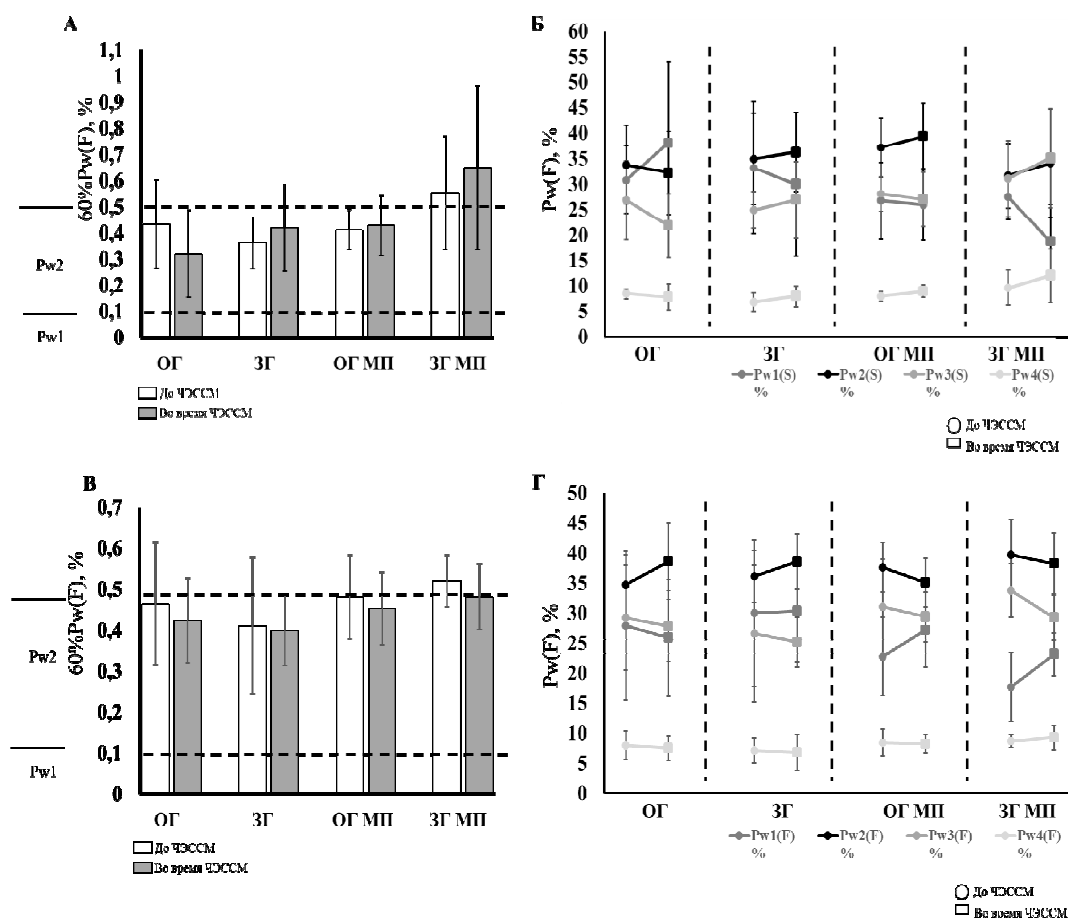 А
60%Pw(F), %
1,1
1
0,9
0,8
0,7
0,6
0,5
0,4
0,3
0,2
0,1
0
Pw2
Pw1
ОГ ЗГ ОГ МП ЗГ МП
До ЧЭССМ
Во время ЧЭССМ
Б
Pw(F), %
60
55
50
45
40
35
30
25
20
15
10
5
0
ОГ ЗГ ОГ МП ЗГ МП
Pw1(S) % Pw2(S) % Pw3(S) % Pw4(S) %
До ЧЭССМ
Во время ЧЭССМ
В
60%Pw(F), %
0,7
0,6
0,5
0,4
0,3
0,2
0,1
0
Pw2
Pw1
ОГ ЗГ ОГ МП ЗГ МП
До ЧЭССМ
Во время ЧЭССМ
Г
Pw(F), %
50
45
40
35
30
25
20
15
10
5
0
ОГ ЗГ ОГ МП ЗГ МП
Pw1(F) % Pw2(F) % Pw3(F) % Pw4(F) %
До ЧЭССМ
Во время ЧЭССМ